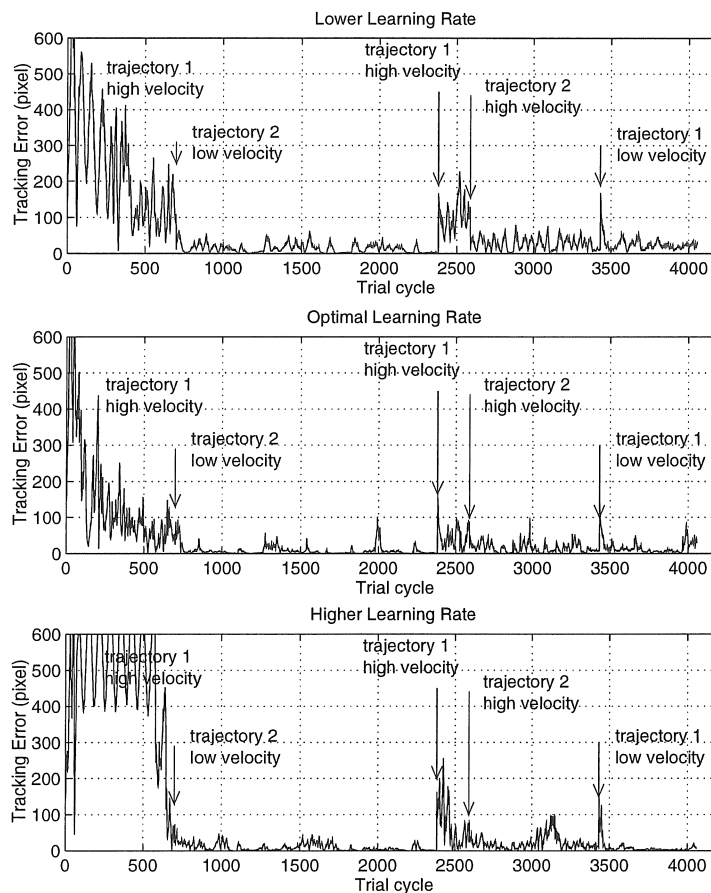 Lower Learning Rate
Tracking Error (pixel)
600
500
400
300
200
100
0
trajectory 1
high velocity
trajectory 2
low velocity
trajectory 1
high velocity
trajectory 2
high velocity
trajectory 1
low velocity
0 500 1000 1500 2000 2500 3000 3500 4000
Trial cycle
Optimal Learning Rate
Tracking Error (pixel)
600
500
400
300
200
100
0
trajectory 1
high velocity
trajectory 2
low velocity
trajectory 1
high velocity
trajectory 2
high velocity
trajectory 1
low velocity
0 500 1000 1500 2000 2500 3000 3500 4000
Trial cycle
Higher Learning Rate
Tracking Error (pixel)
600
500
400
300
200
100
0
trajectory 1
high velocity
trajectory 2
low velocity
trajectory 1
high velocity
trajectory 2
high velocity
trajectory 1
low velocity
0 500 1000 1500 2000 2500 3000 3500 4000
Trial cycle